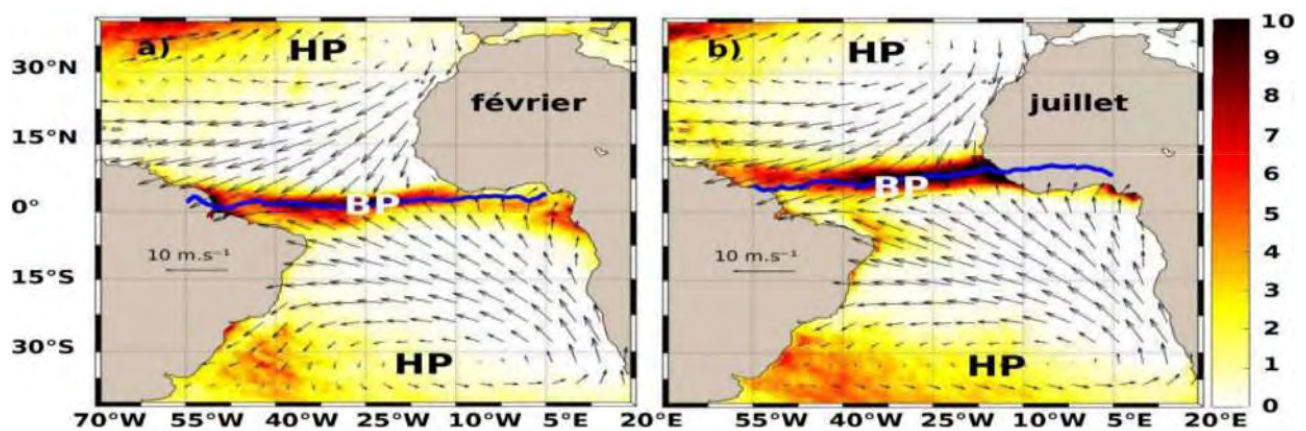 a) HP
février
BP
10 m.s⁻¹
HP
30°N
15°N
0°
15°S
30°S
70°W 55°W 40°W 25°W 10°W 5°E 20°E
b) HP
juillet
BP
10 m.s⁻¹
HP
0°E 55°W 40°W 25°W 10°W 5°E 20°E
10
9
8
7
6
5
4
3
2
1
0